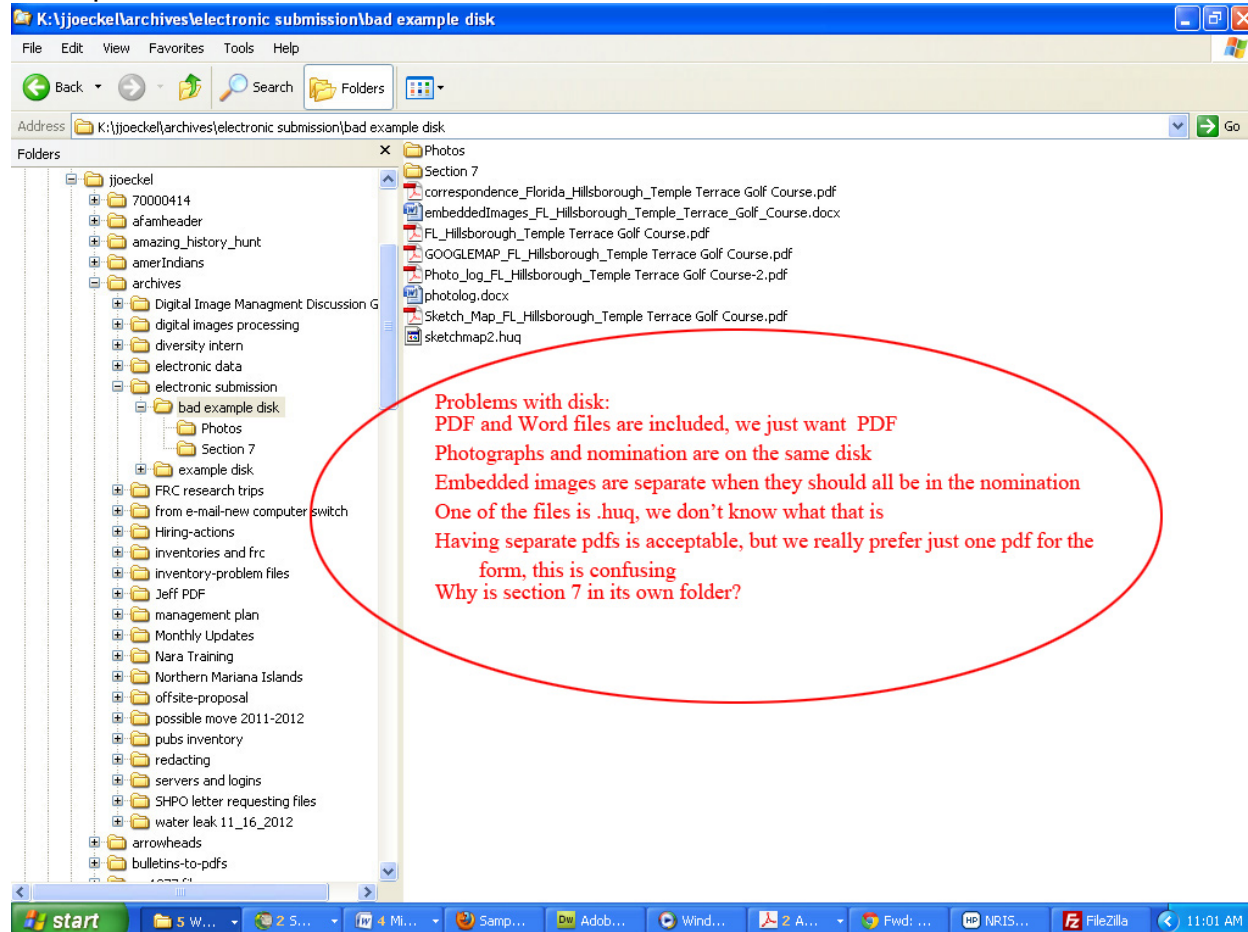 K:\jjoeckel\archives\electronic submission\bad example disk
File Edit View Favorites Tools Help
Back Search Folders
Address K:\jjoeckel\archives\electronic submission\bad example disk Go
Folders
jjoeckel
70000414
afamheader
amazing_history_hunt
amerIndians
archives
Digital Image Managment Discussion G
digital images processing
diversity intern
electronic data
electronic submission
bad example disk
Photos
Section 7
example disk
FRC research trips
from e-mail-new computer switch
Hiring-actions
inventories and frc
inventory-problem files
Jeff PDF
management plan
Monthly Updates
Nara Training
Northern Mariana Islands
offsite-proposal
possible move 2011-2012
pubs inventory
redacting
servers and logins
SHPO letter requesting files
water leak 11_16_2012
arrowheads
bulletins-to-pdfs
Photos
Section 7
correspondence_Florida_Hillsborough_Temple Terrace Golf Course.pdf
embeddedImages_FL_Hillsborough_Temple_Terrace_Golf_Course.docx
FL_Hillsborough_Temple Terrace Golf Course.pdf
GOOGLEMAP_FL_Hillsborough_Temple Terrace Golf Course.pdf
Photo_log_FL_Hillsborough_Temple Terrace Golf Course-2.pdf
photolog.docx
Sketch_Map_FL_Hillsborough_Temple Terrace Golf Course.pdf
sketchmap2.huq
Problems with disk:
PDF and Word files are included, we just want PDF
Photographs and nomination are on the same disk
Embedded images are separate when they should all be in the nomination
One of the files is .huq, we don't know what that is
Having separate pdfs is acceptable, but we really prefer just one pdf for the
form, this is confusing
Why is section 7 in its own folder?
start 5 W... 2 S... 4 Mi... Samp... Adob... Wind... 2 A... Fwd: ... NRIS... FileZilla 11:01 AM